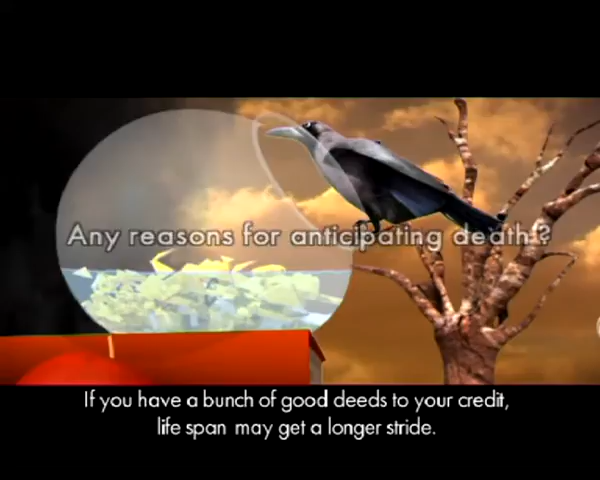 Any reasons for anticipating death!?
If you have a bunch of good deeds to your credit,
life span may get a longer stride.